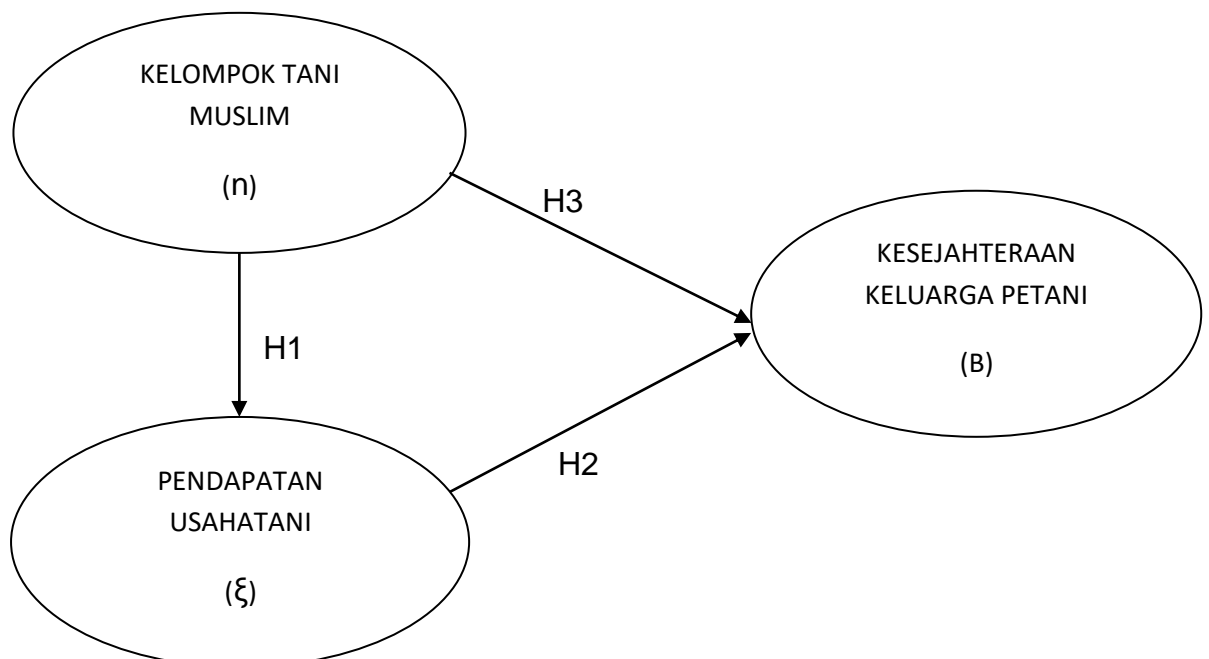 KELOMPOK TANI
MUSLIM
(n)
H3
KESEJAHTERAAN
KELUARGA PETANI
(B)
H1
H2
PENDAPATAN
USAHATANI
(ξ)